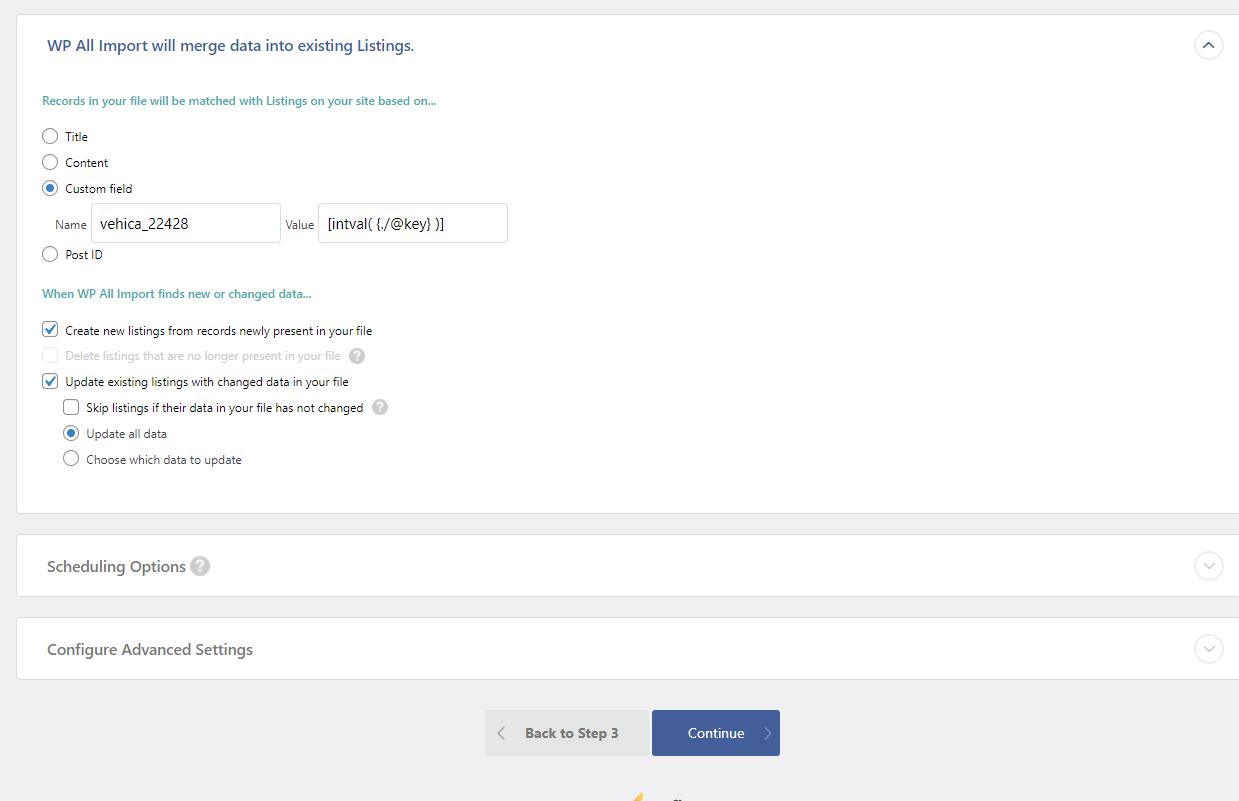 WP All Import will merge data into existing Listings.
Records in your file will be matched with Listings on your site based on...
Title
Content
Custom field
Name vehica_22428 Value [intval( {./@key} )]
Post ID
When WP All Import finds new or changed data...
Create new listings from records newly present in your file
Delete listings that are no longer present in your file ?
Update existing listings with changed data in your file
Skip listings if their data in your file has not changed ?
Update all data
Choose which data to update
Scheduling Options ?
Configure Advanced Settings
Back to Step 3 Continue